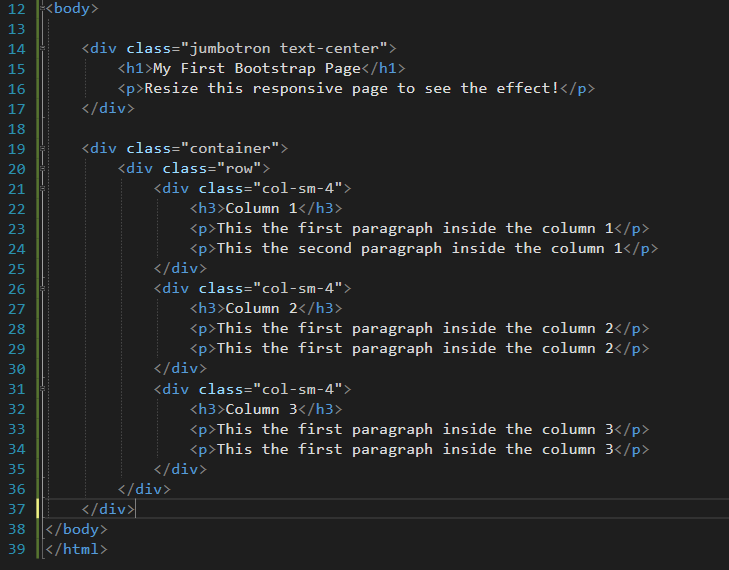 12 <body>
13
14 <div class="jumbotron text-center">
15 <h1>My First Bootstrap Page</h1>
16 <p>Resize this responsive page to see the effect!</p>
17 </div>
18
19 <div class="container">
20 <div class="row">
21 <div class="col-sm-4">
22 <h3>Column 1</h3>
23 <p>This the first paragraph inside the column 1</p>
24 <p>This the second paragraph inside the column 1</p>
25 </div>
26 <div class="col-sm-4">
27 <h3>Column 2</h3>
28 <p>This the first paragraph inside the column 2</p>
29 <p>This the first paragraph inside the column 2</p>
30 </div>
31 <div class="col-sm-4">
32 <h3>Column 3</h3>
33 <p>This the first paragraph inside the column 3</p>
34 <p>This the first paragraph inside the column 3</p>
35 </div>
36 </div>
37 </div>
38 </body>
39 </html>